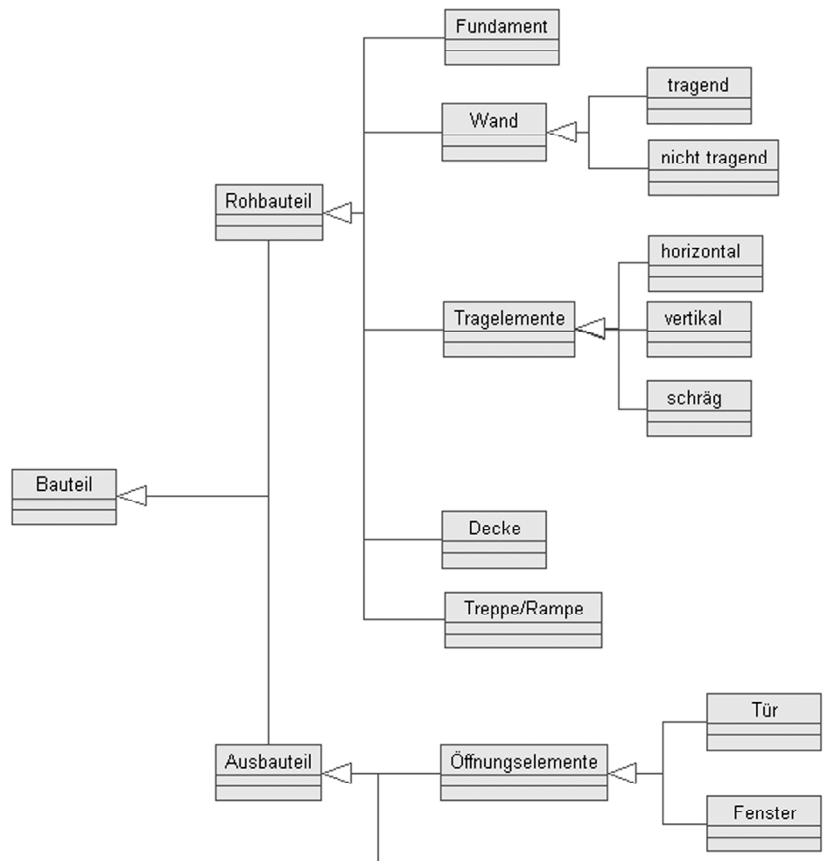 Fundament
tragend
Wand
nicht tragend
Rohbauteil
horizontal
Tragelemente
vertikal
schräg
Bauteil
Decke
Treppe/Rampe
Tür
Ausbauteil
Öffnungselemente
Fenster